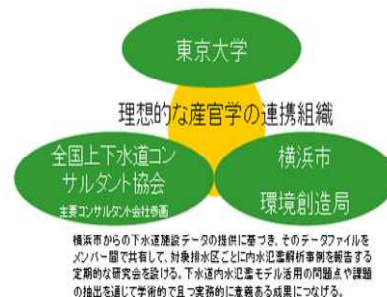 東京大学
理想的な産官学の連携組織
全国上下水道コン
サルタント協会
主要コンサルタント会社参画
横浜市
環境創造局
横浜市からの下水道施設データの提供に基づき、そのデータファイルを
メンバー間で共有して、対象排水区ごとに内水氾濫解析事例を報告する
定期的な研究会を設ける。下水道内水氾濫モデル活用の問題点や課題
の抽出を通じて学術的で且つ実務的に意義ある成果につなげる。